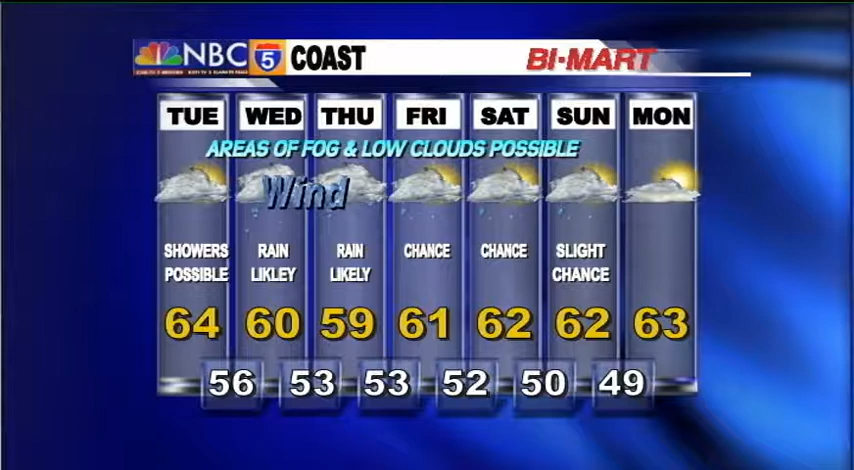 NBC 5 COAST BI-MART
TUE WED THU FRI SAT SUN MON
AREAS OF FOG & LOW CLOUDS POSSIBLE
Wind
SHOWERS RAIN RAIN CHANCE CHANCE SLIGHT
POSSIBLE LIKLEY LIKELY CHANCE
64 60 59 61 62 62 63
56 53 53 52 50 49